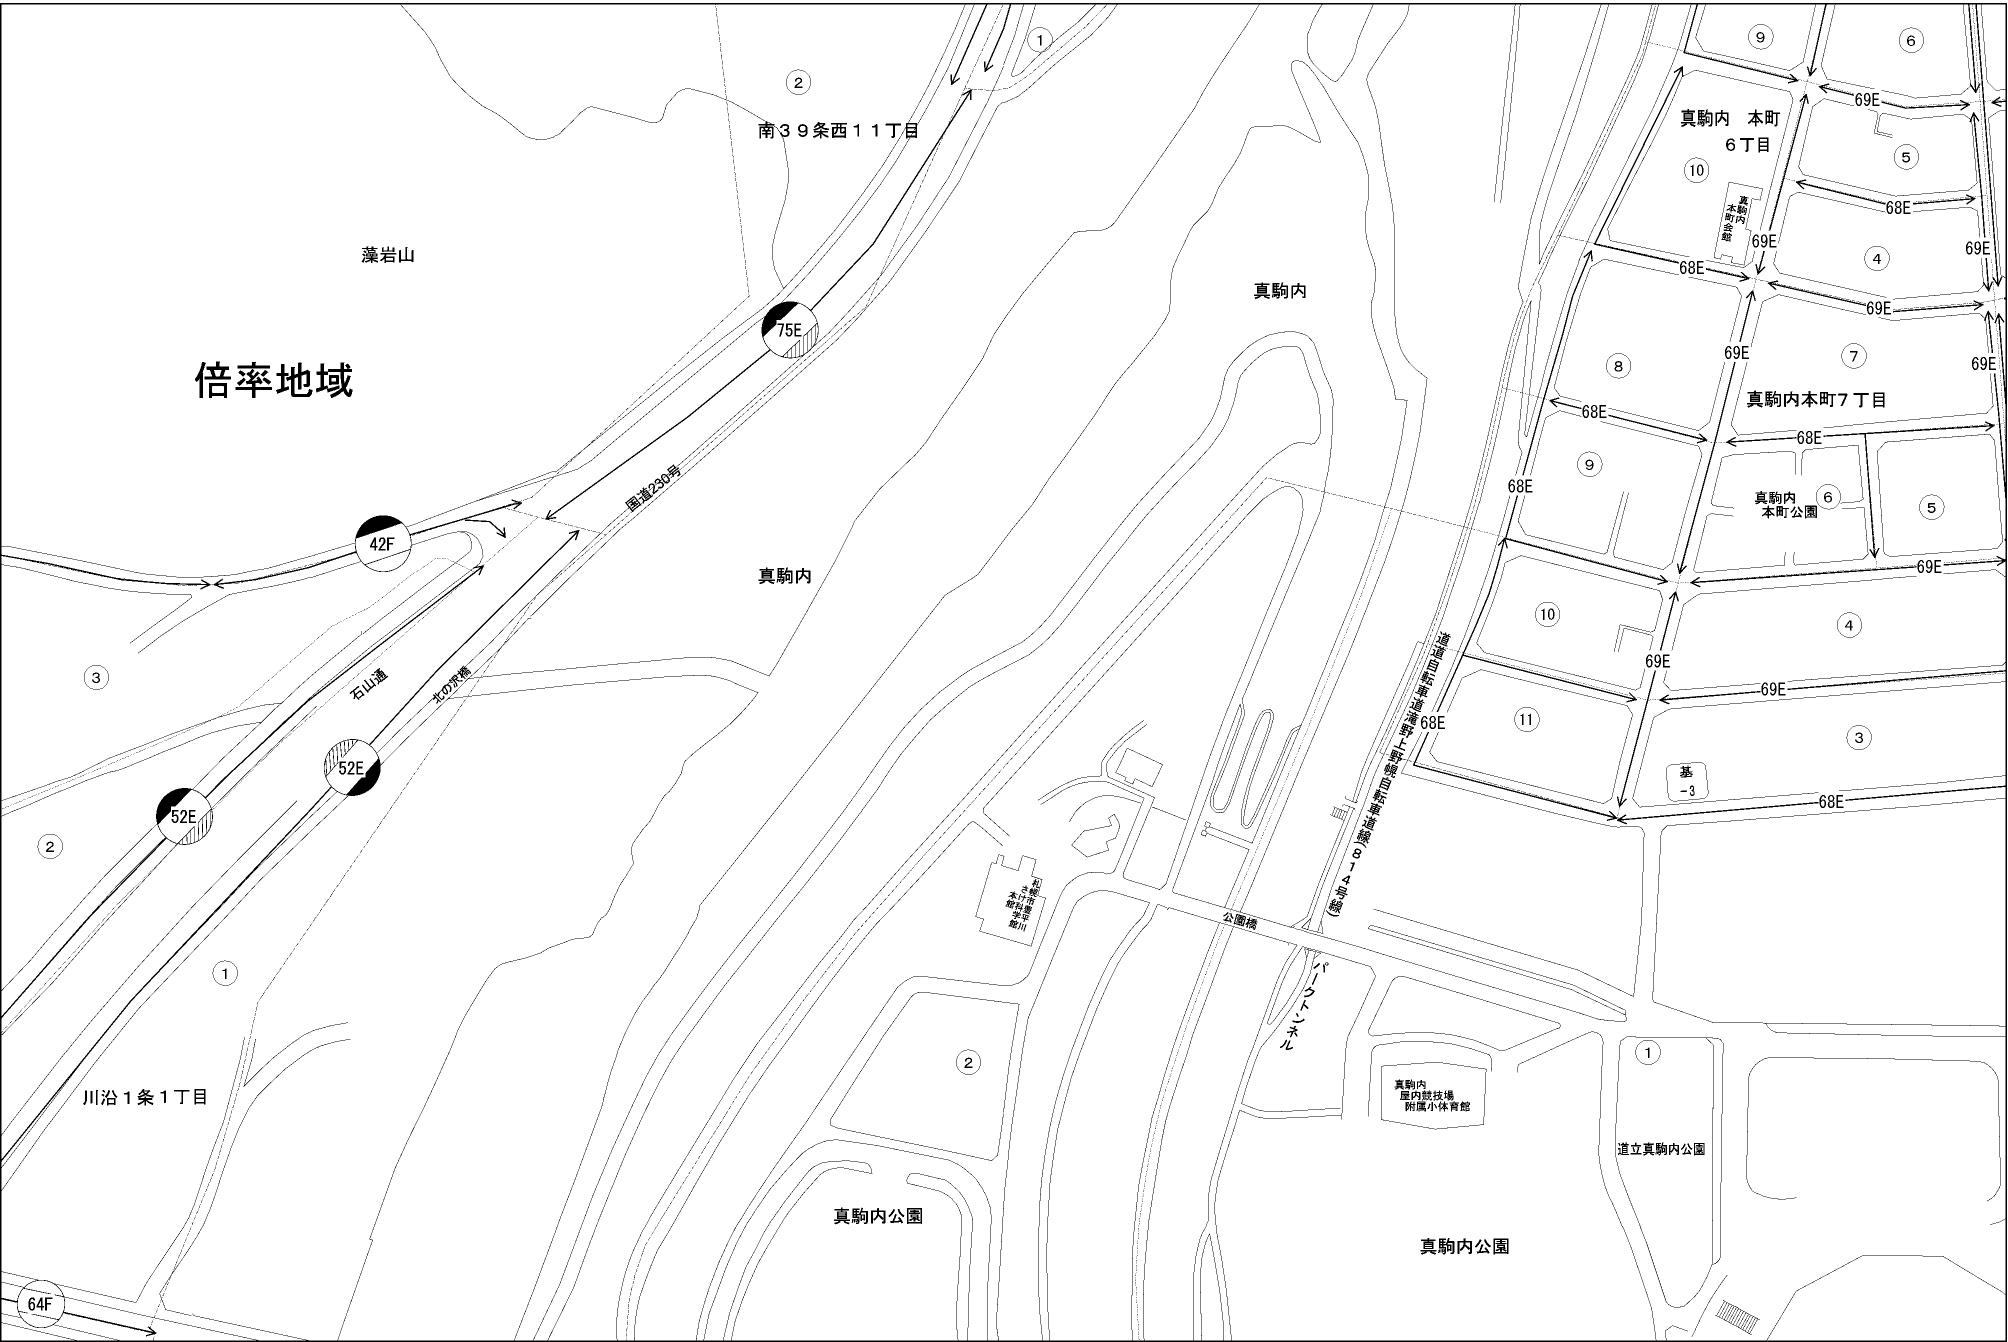 ①
②
南３９条西１１丁目
藻岩山
倍率地域
75E
国道230号
42F
真駒内
真駒内
③
石山通
北の沢橋
52E
52E
②
①
川沿１条１丁目
64F
⑨
⑥
69E
真駒内 本町
６丁目
⑩
⑤
真駒内
本町会館
68E
69E
69E
④
68E
69E
⑧
69E
⑦
69E
真駒内本町７丁目
68E
68E
⑨
68E
真駒内
本町公園
⑥
⑤
69E
⑩
④
69E
69E
68E
⑪
③
基
-3
68E
道道自転車道滝野上野幌自転車道線(８１４号線)
札幌市豊平川
さけ科学館
本館
公園橋
パークトンネル
②
①
真駒内
屋内競技場
附属小体育館
道立真駒内公園
真駒内公園
真駒内公園